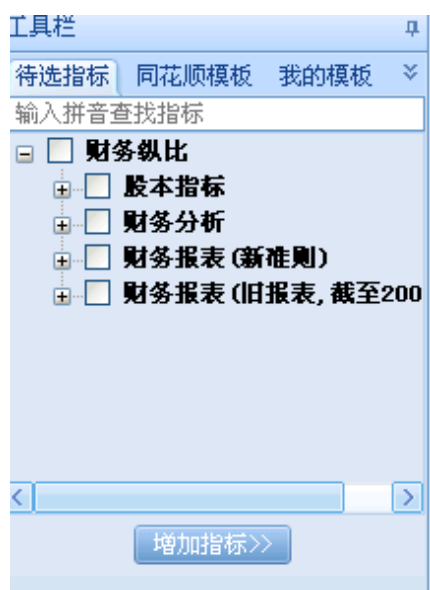 工具栏
待选指标 同花顺模板 我的模板
输入拼音查找指标
财务纵比
股本指标
财务分析
财务报表(新准则)
财务报表(旧报表,截至200
增加指标>>